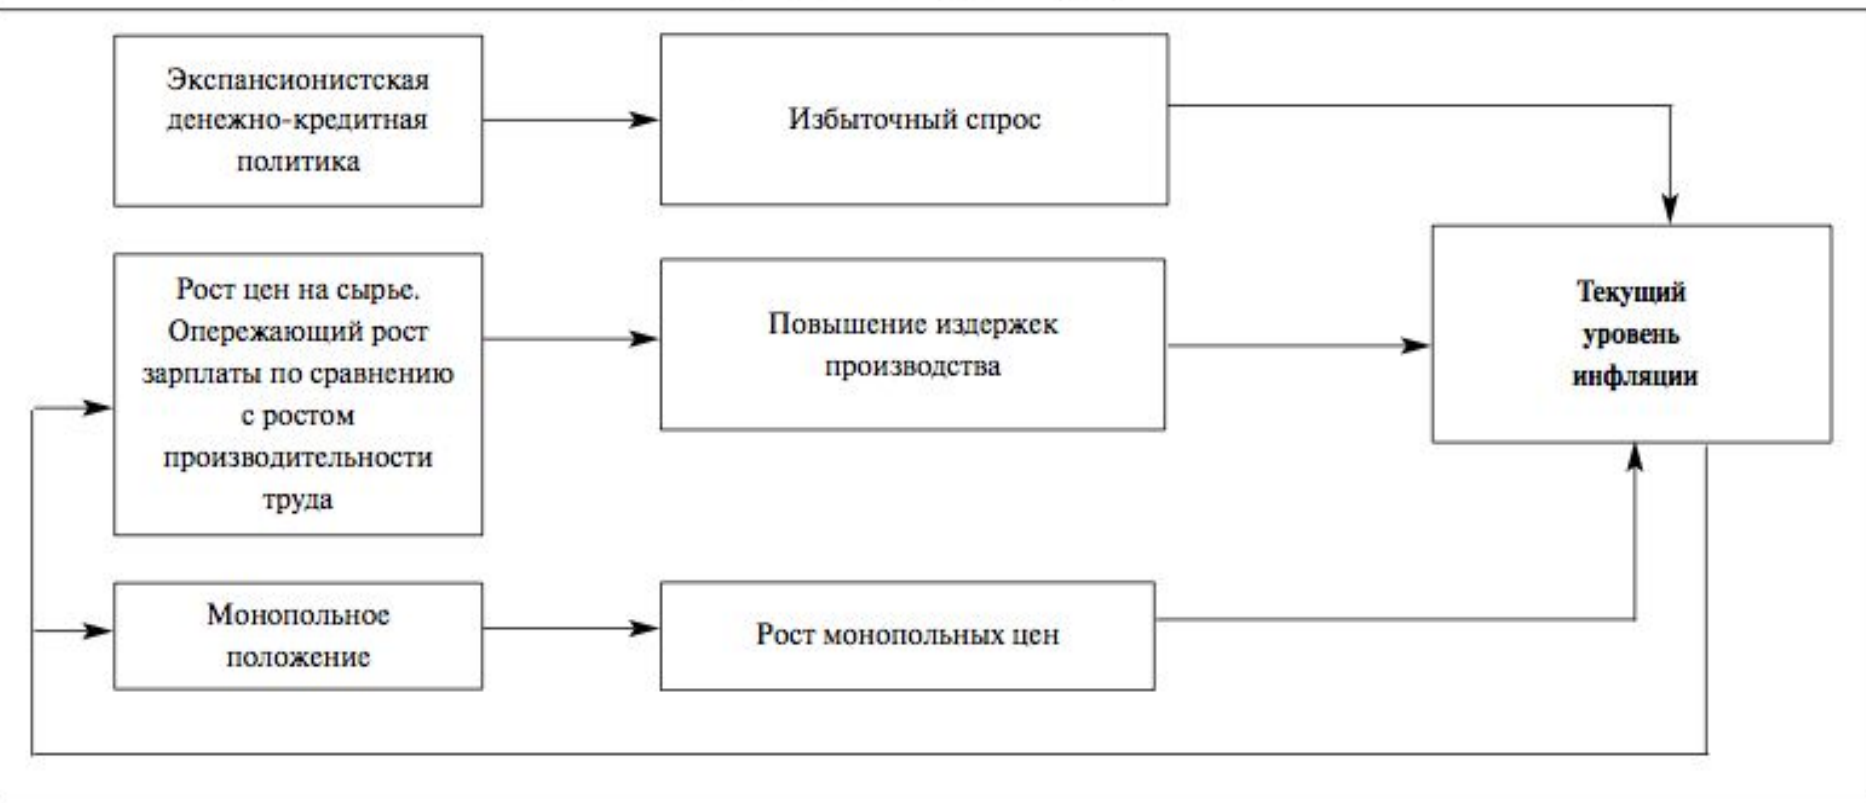 Экспансионистская
денежно-кредитная
политика
Избыточный спрос
Рост цен на сырье.
Опережающий рост
зарплаты по сравнению
с ростом
производительности
труда
Повышение издержек
производства
Текущий
уровень
инфляции
Монопольное
положение
Рост монопольных цен